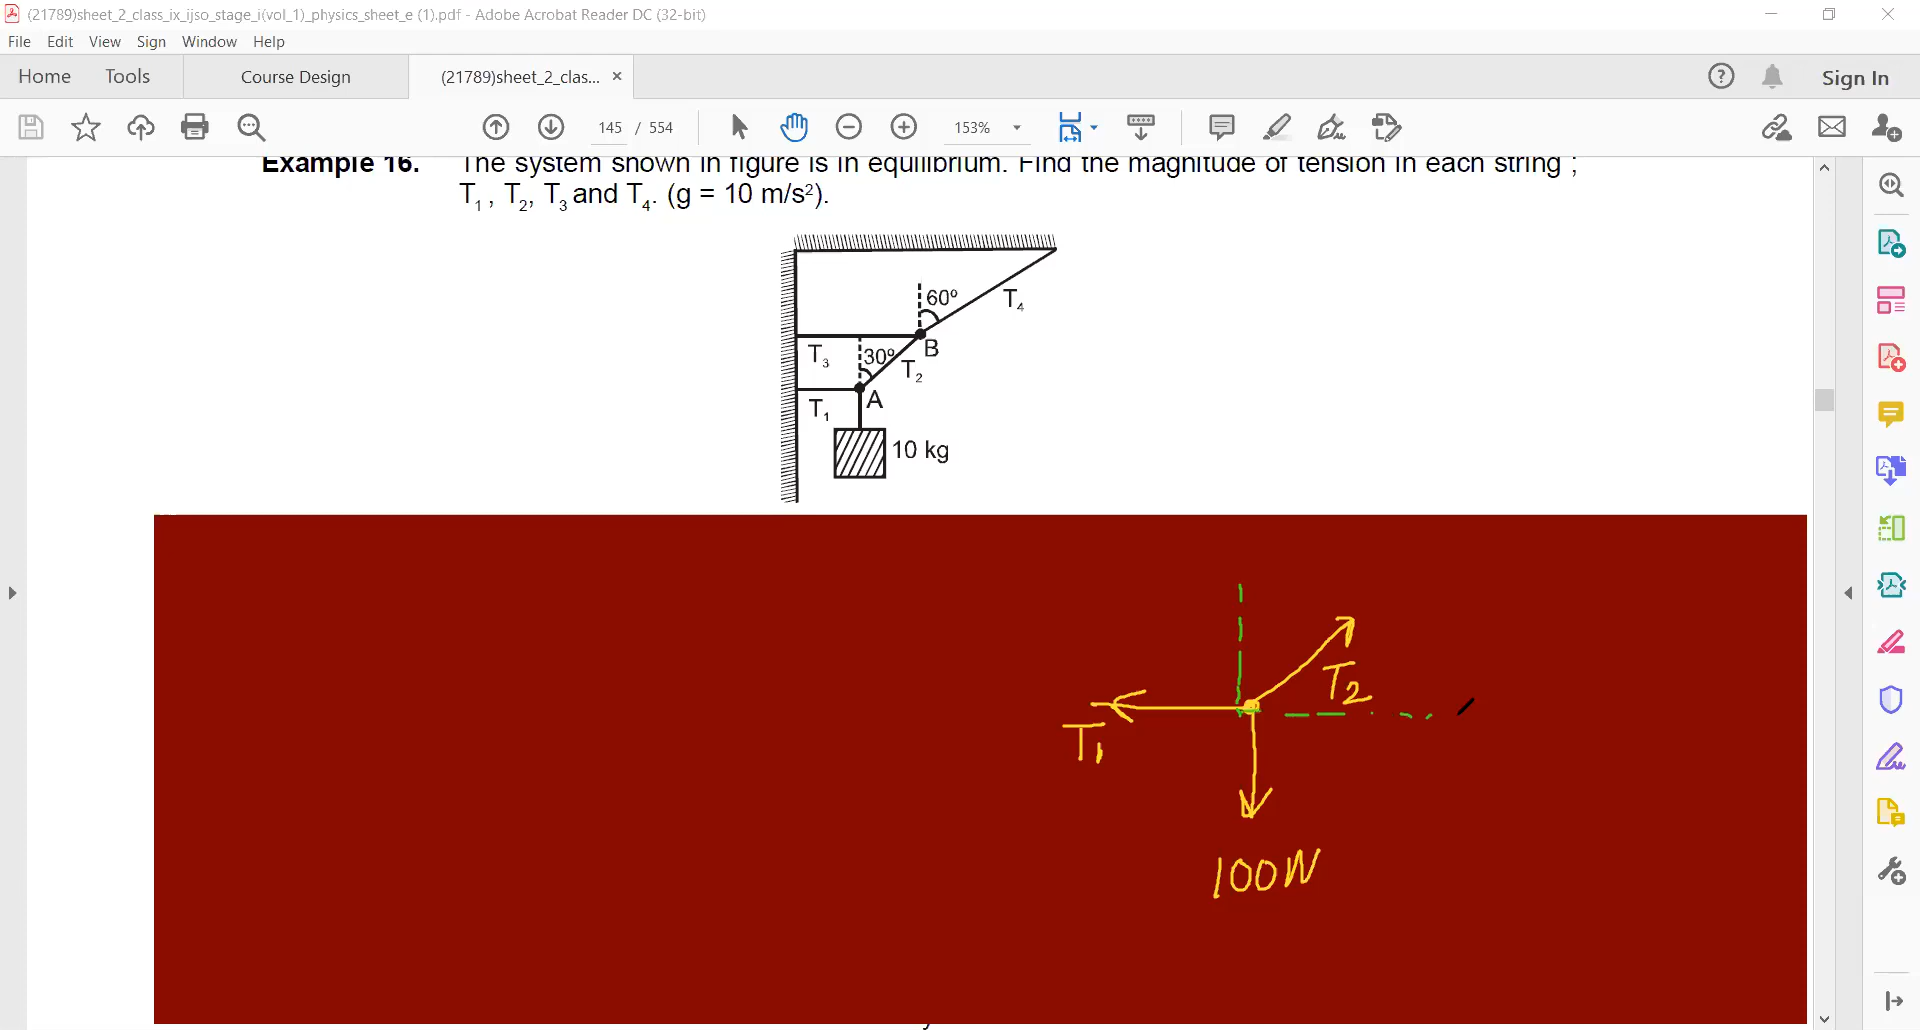 (21789)sheet_2_class_ix_ijso_stage_i(vol_1)_physics_sheet_e (1).pdf - Adobe Acrobat Reader DC (32-bit)
File Edit View Sign Window Help
Home Tools Course Design (21789)sheet_2_clas... × Sign In
145 / 554 153%
Example 16. The system shown in figure is in equilibrium. Find the magnitude of tension in each string ;
T₁ , T₂, T₃ and T₄. (g = 10 m/s²).
60º
T₄
B
T₃ 30º
T₂
A
T₁
10 kg
T₂
T₁
100N